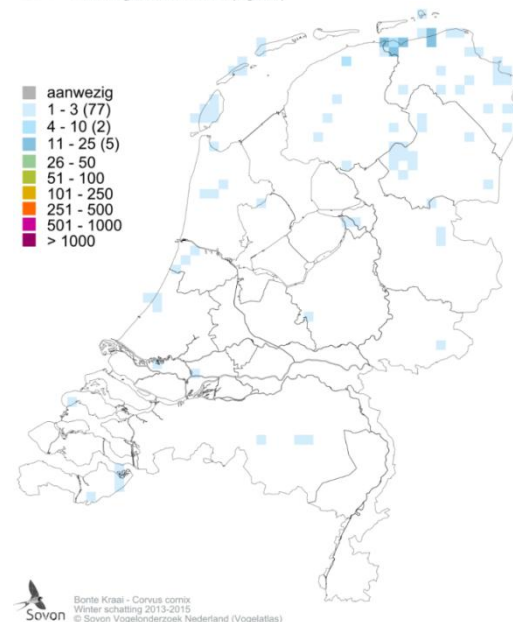 aanwezig
1 - 3 (77)
4 - 10 (2)
11 - 25 (5)
26 - 50
51 - 100
101 - 250
251 - 500
501 - 1000
> 1000
Sovon
Bonte Kraai - Corvus cornix
Winter schatting 2013-2015
© Sovon Vogelonderzoek Nederland (Vogelatlas)